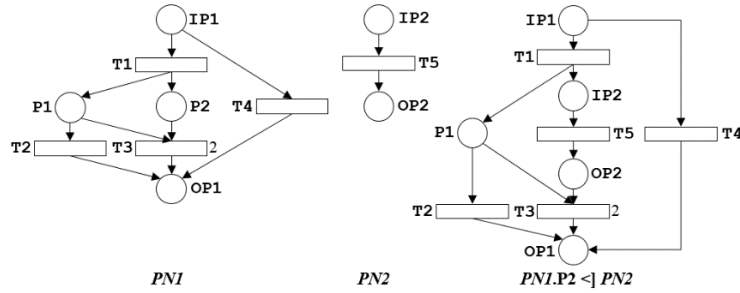 IP1
T1
P1
P2
T4
T2
T3
2
OP1
PN1
IP2
T5
OP2
PN2
IP1
T1
IP2
P1
T5
T4
OP2
T2
T3
2
OP1
PN1.P2 <] PN2